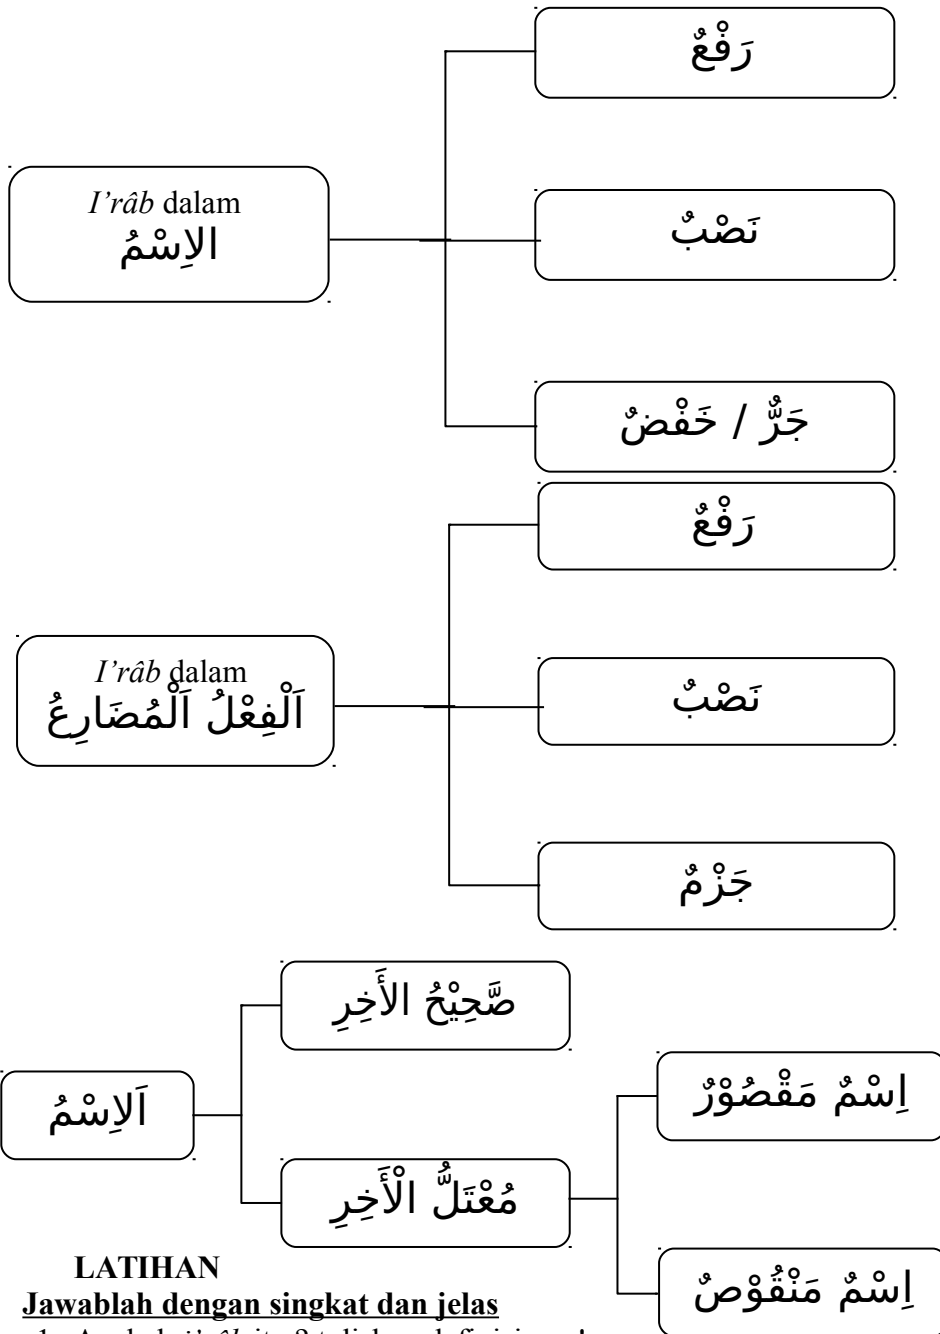 رَفْعٌ
I’râb dalam
الاِسْمُ
نَصْبٌ
جَرٌّ / خَفْضٌ
رَفْعٌ
I’râb dalam
اَلْفِعْلُ اَلْمُضَارِعُ
نَصْبٌ
جَزْمٌ
صَّحِيْحُ الأَخِرِ
اَلاِسْمُ
اِسْمٌ مَقْصُوْرٌ
مُعْتَلُّ الْأَخِرِ
اِسْمٌ مَنْقُوْصٌ
LATIHAN
Jawablah dengan singkat dan jelas